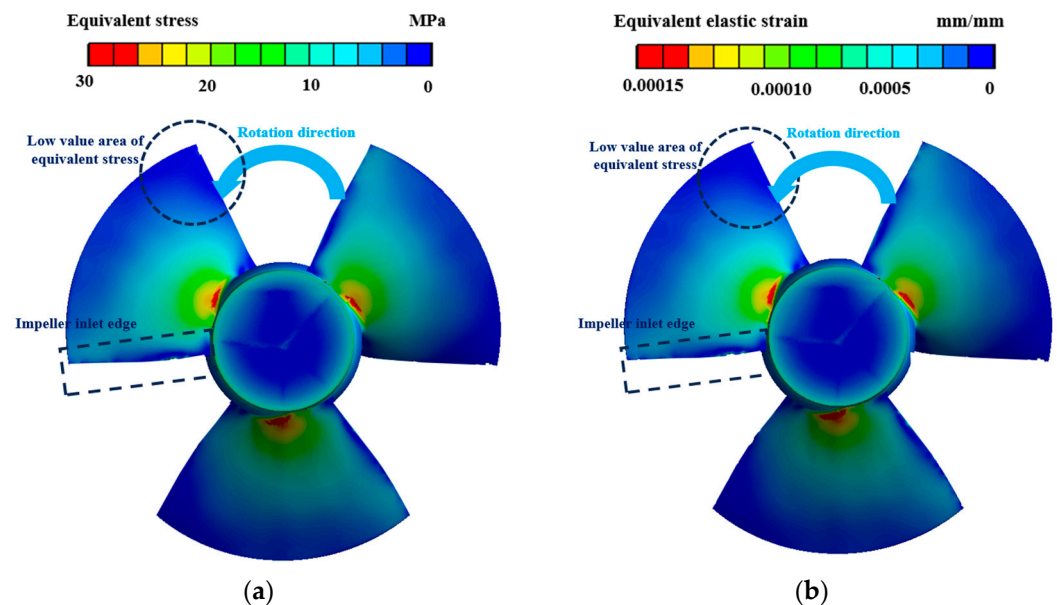 Equivalent stress MPa
30 20 10 0
Low value area of
equivalent stress
Rotation direction
Impeller inlet edge
(a)
Equivalent elastic strain mm/mm
0.00015 0.00010 0.0005 0
Low value area of
equivalent stress
Rotation direction
Impeller inlet edge
(b)